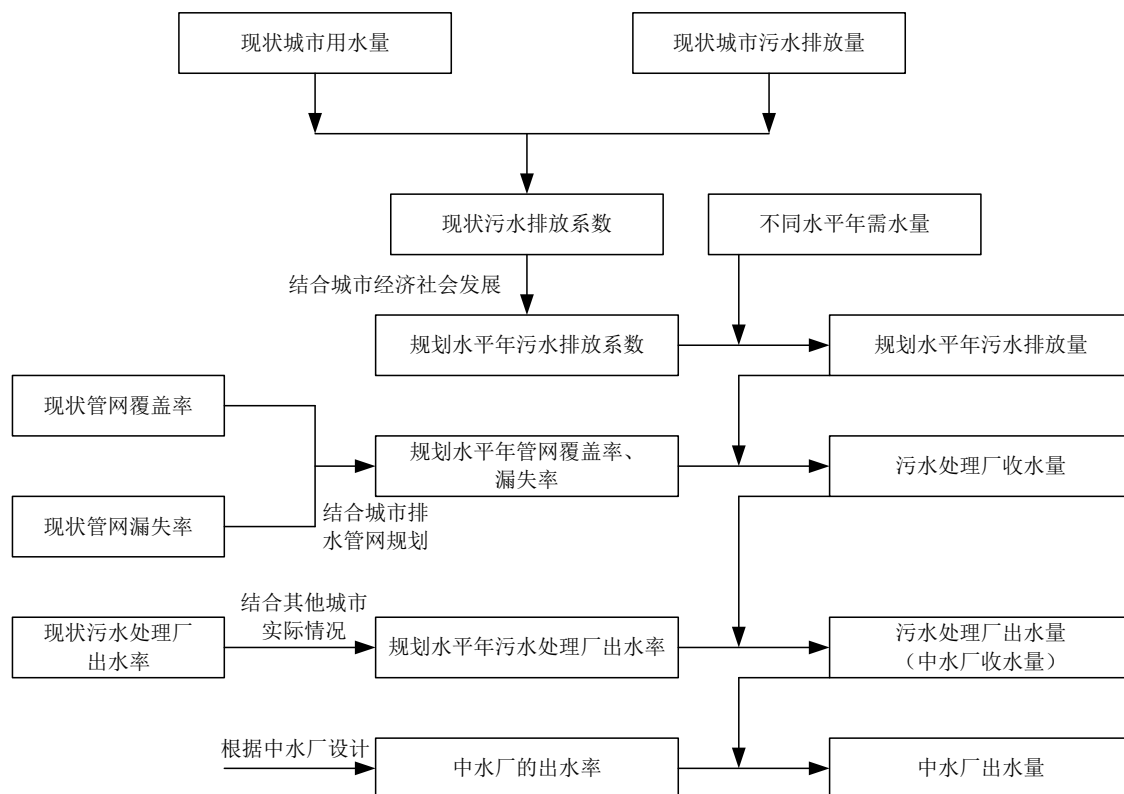 现状城市用水量
现状城市污水排放量
现状污水排放系数
不同水平年需水量
结合城市经济社会发展
规划水平年污水排放系数
规划水平年污水排放量
现状管网覆盖率
规划水平年管网覆盖率、
漏失率
污水处理厂收水量
现状管网漏失率
结合城市排
水管网规划
结合其他城市
实际情况
现状污水处理厂
出水率
规划水平年污水处理厂出水率
污水处理厂出水量
（中水厂收水量）
根据中水厂设计
中水厂的出水率
中水厂出水量